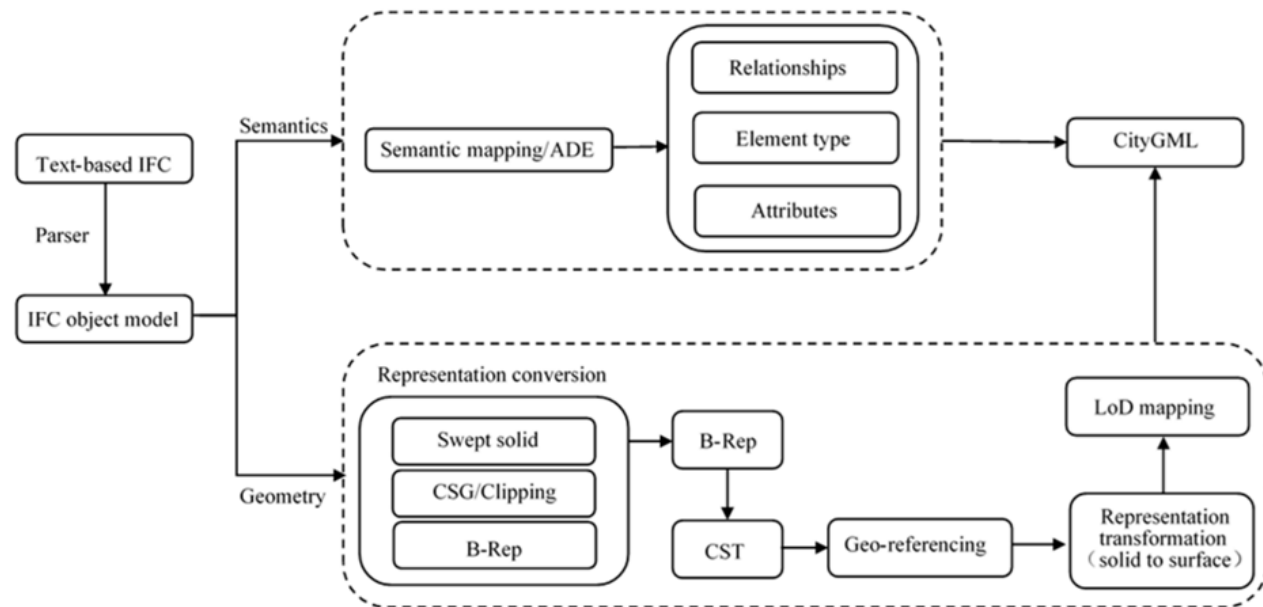 Text-based IFC
Parser
IFC object model
Semantics
Geometry
Semantic mapping/ADE
Relationships
Element type
Attributes
CityGML
Representation conversion
Swept solid
CSG/Clipping
B-Rep
B-Rep
CST
Geo-referencing
Representation
transformation
（solid to surface）
LoD mapping